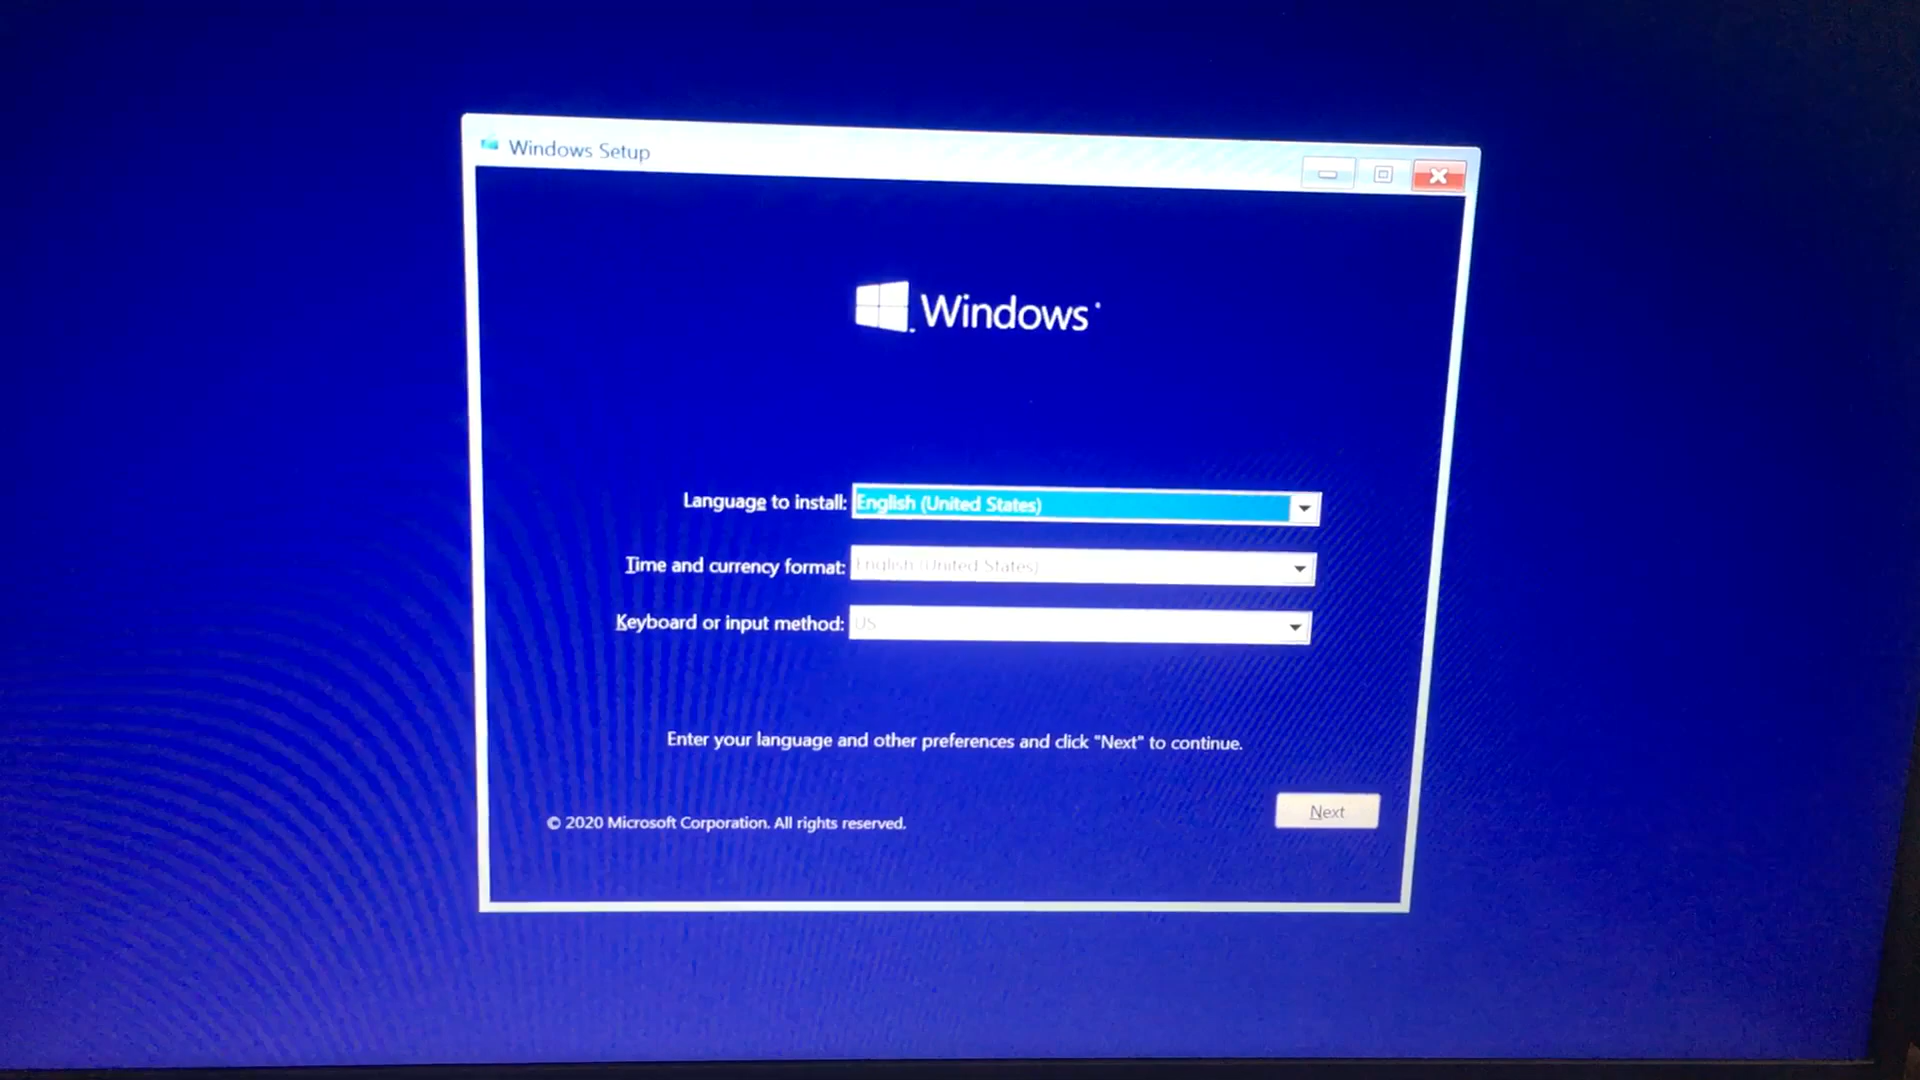 Windows Setup
Windows
Language to install: English (United States)
Time and currency format: English (United States)
Keyboard or input method: US
Enter your language and other preferences and click "Next" to continue.
© 2020 Microsoft Corporation. All rights reserved.
Next